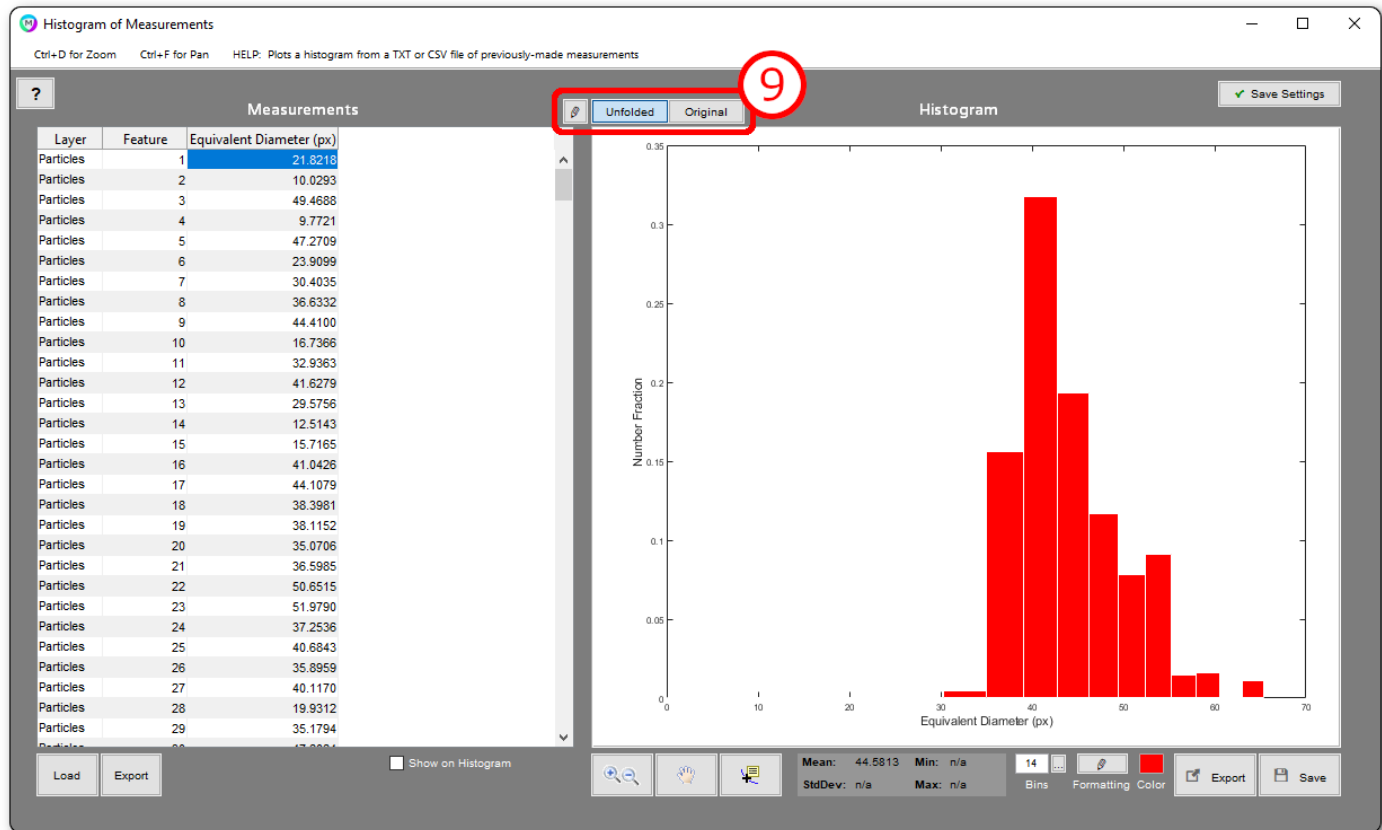 Histogram of Measurements
Ctrl+D for Zoom Ctrl+F for Pan HELP: Plots a histogram from a TXT or CSV file of previously-made measurements
9
?
Measurements
Unfolded Original
Histogram
Save Settings
Layer Feature Equivalent Diameter (px)
Particles 1 21.8218
Particles 2 10.0293
Particles 3 49.4688
Particles 4 9.7721
Particles 5 47.2709
Particles 6 23.9099
Particles 7 30.4035
Particles 8 36.6332
Particles 9 44.4100
Particles 10 16.7366
Particles 11 32.9363
Particles 12 41.6279
Particles 13 29.5756
Particles 14 12.5143
Particles 15 15.7165
Particles 16 41.0426
Particles 17 44.1079
Particles 18 38.3981
Particles 19 38.1152
Particles 20 35.0706
Particles 21 36.5985
Particles 22 50.6515
Particles 23 51.9790
Particles 24 37.2536
Particles 25 40.6843
Particles 26 35.8959
Particles 27 40.1170
Particles 28 19.9312
Particles 29 35.1794
0.35
0.3
0.25
0.2
0.15
0.1
0.05
0
Number Fraction
0 10 20 30 40 50 60 70
Equivalent Diameter (px)
Load Export
Show on Histogram
Mean: 44.5813 Min: n/a
StdDev: n/a Max: n/a
14 ...
Bins Formatting Color
Export
Save